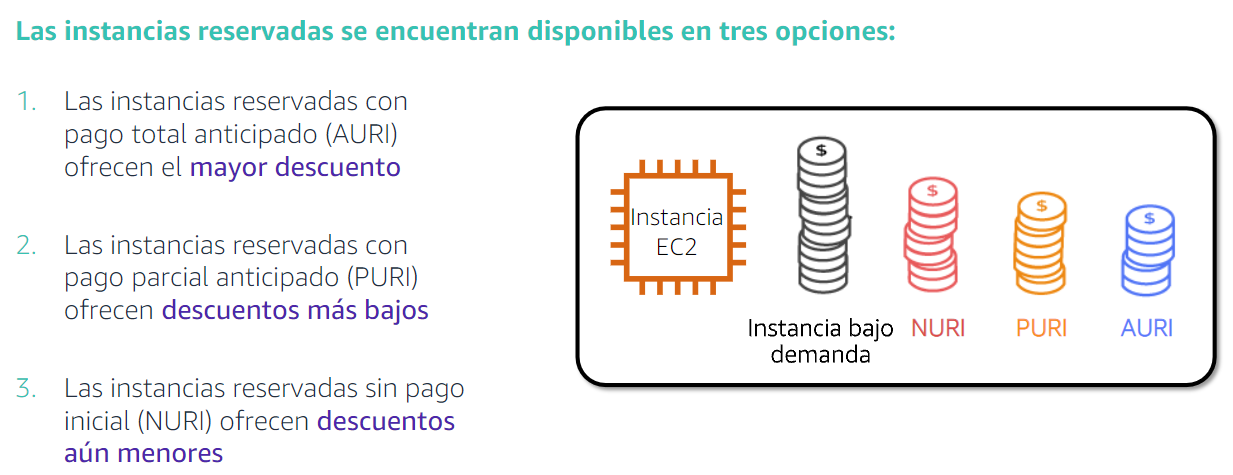 Las instancias reservadas se encuentran disponibles en tres opciones:
1. Las instancias reservadas con
pago total anticipado (AURI)
ofrecen el mayor descuento
2. Las instancias reservadas con
pago parcial anticipado (PURI)
ofrecen descuentos más bajos
3. Las instancias reservadas sin pago
inicial (NURI) ofrecen descuentos
aún menores
Instancia
EC2
$
$
$
$
Instancia bajo
demanda
NURI
PURI
AURI